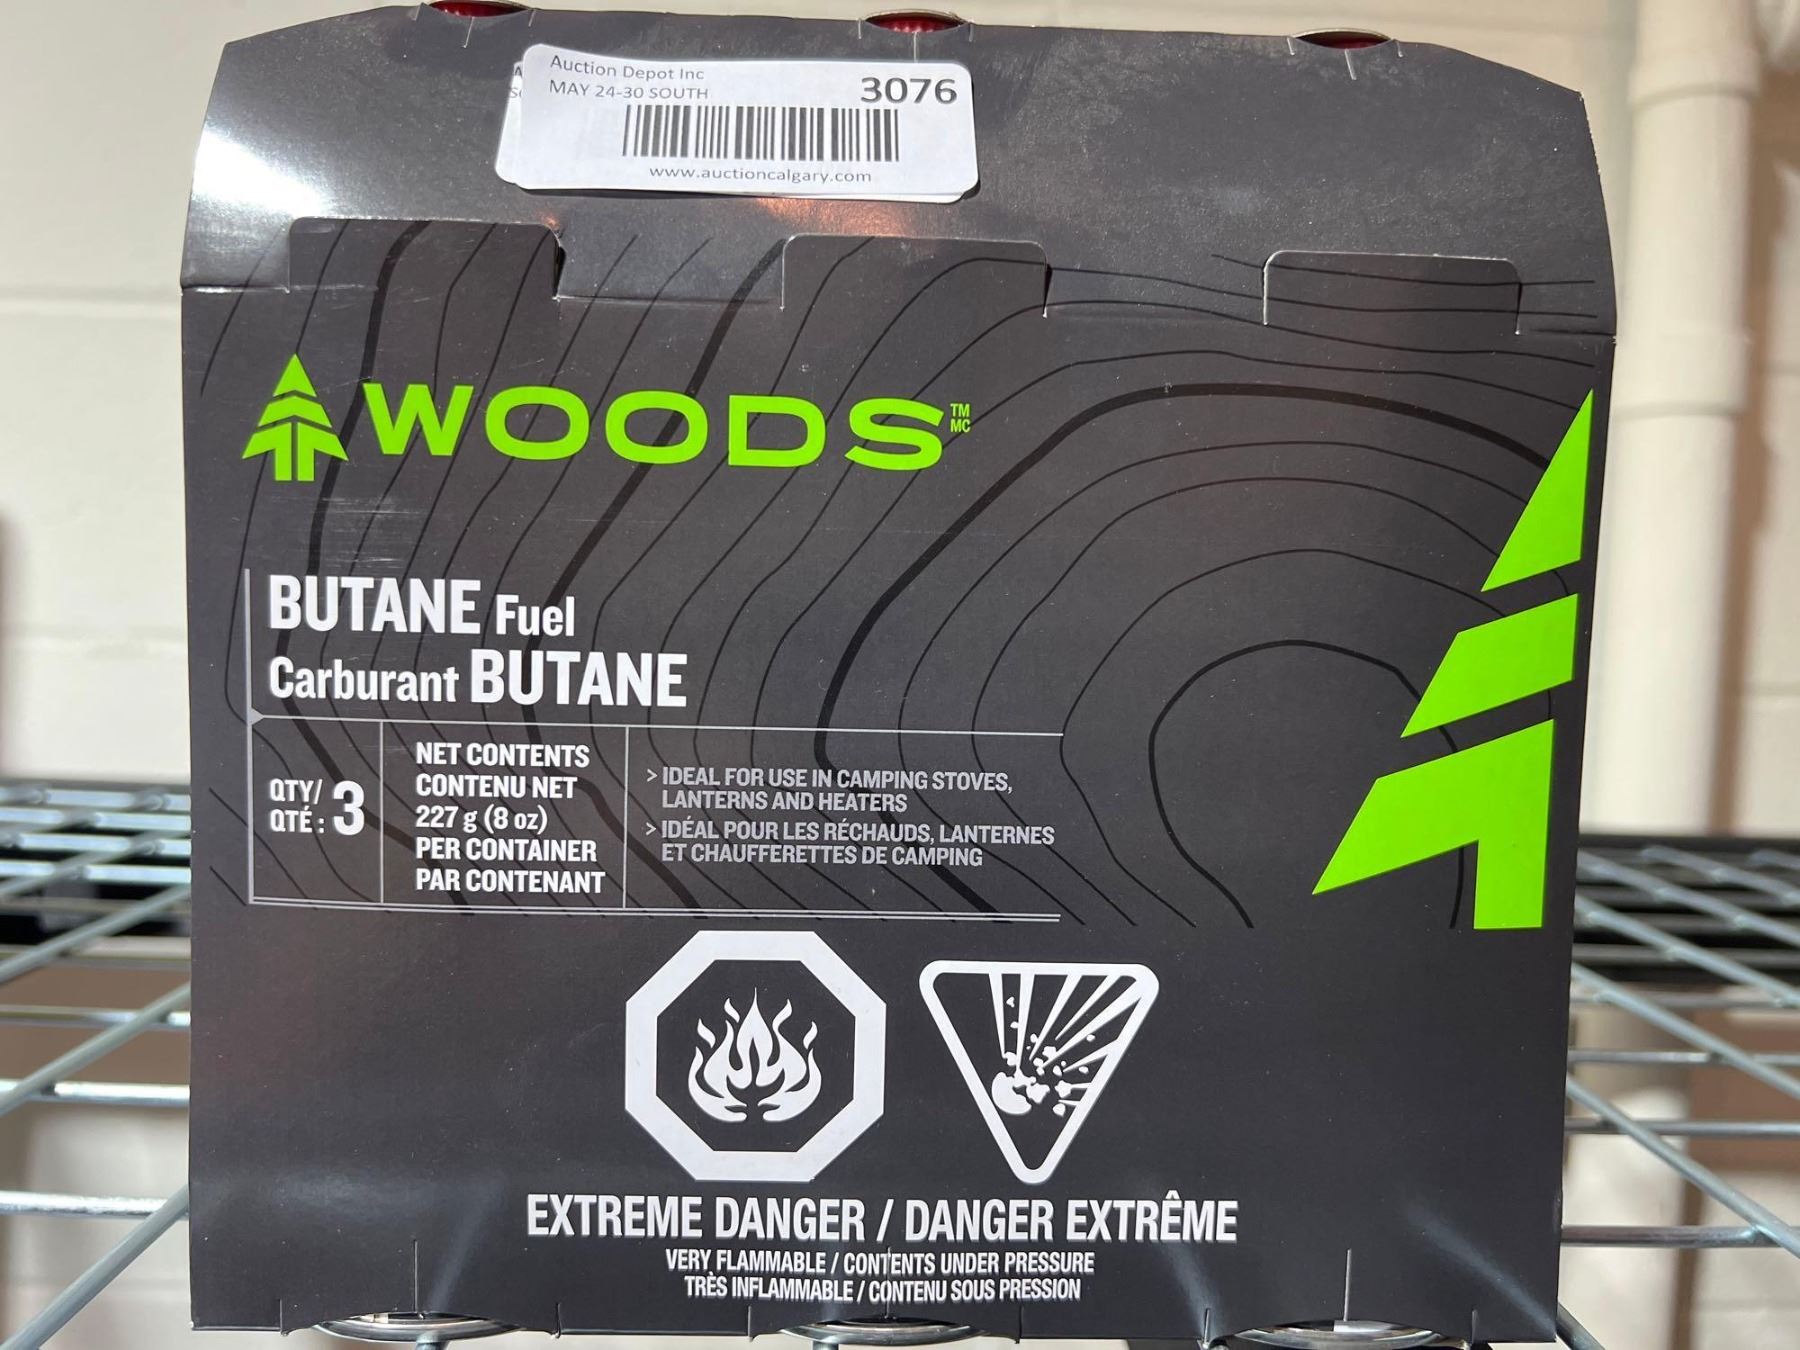 Auction Depot Inc
MAY 24-30 SOUTH
3076
www.auctioncalgary.com
WOODS
TM
MC
BUTANE Fuel
Carburant BUTANE
QTY/
QTÉ : 3
NET CONTENTS
CONTENU NET
227 g (8 oz)
PER CONTAINER
PAR CONTENANT
> IDEAL FOR USE IN CAMPING STOVES,
LANTERNS AND HEATERS
> IDÉAL POUR LES RÉCHAUDS, LANTERNES
ET CHAUFFERETTES DE CAMPING
EXTREME DANGER / DANGER EXTRÊME
VERY FLAMMABLE / CONTENTS UNDER PRESSURE
TRÈS INFLAMMABLE / CONTENU SOUS PRESSION